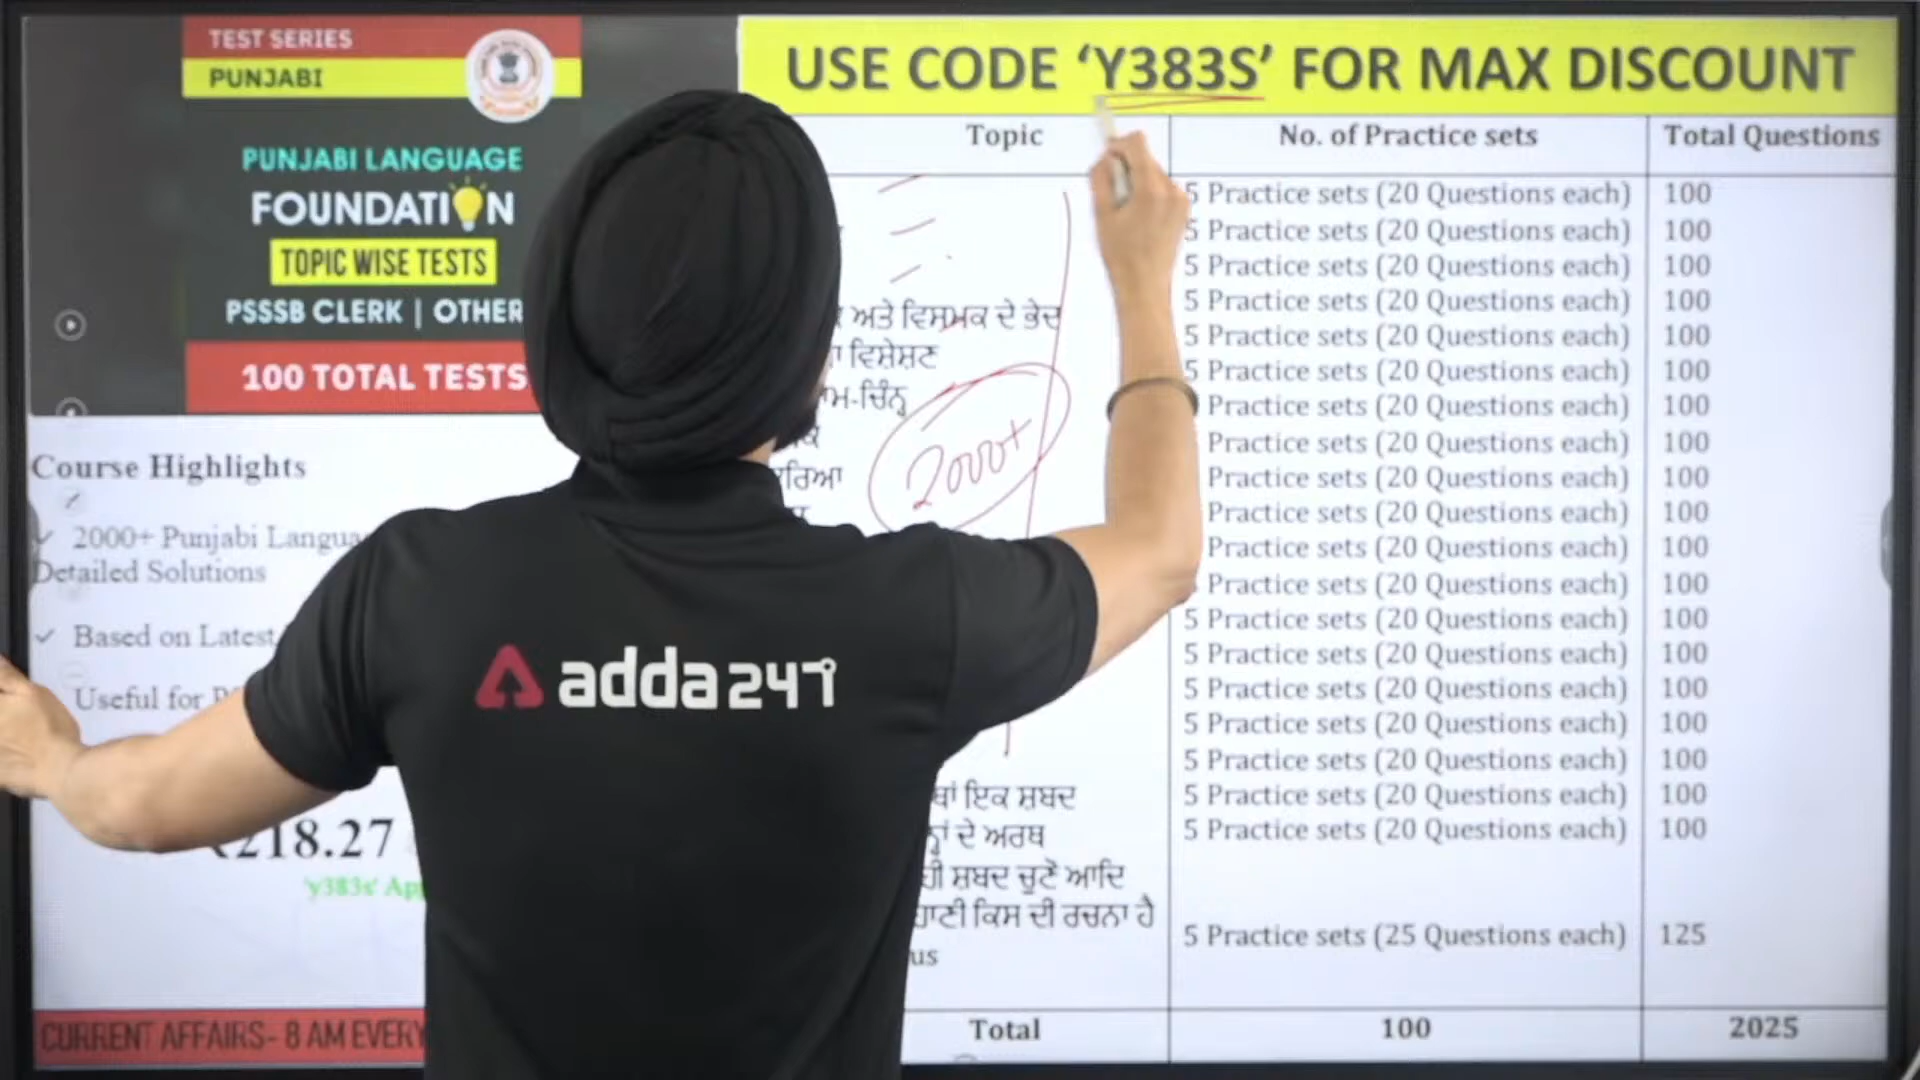 TEST SERIES
PUNJABI
PUNJABI LANGUAGE
FOUNDATION
TOPIC WISE TESTS
PSSSB CLERK | OTHER
100 TOTAL TESTS
Course Highlights
2000+ Punjabi
Detailed Solutions
Based on Latest
Useful for
₹218.27
'y383s'
CURRENT AFFAIRS- 8 AM EVERY
USE CODE ‘Y383S’ FOR MAX DISCOUNT
Topic No. of Practice sets Total Questions
5 Practice sets (20 Questions each) 100
5 Practice sets (20 Questions each) 100
5 Practice sets (20 Questions each) 100
ਅਤੇ ਵਿਸਮਕ ਦੇ ਭੇਦ 5 Practice sets (20 Questions each) 100
ਵਿਸ਼ੇਸ਼ਣ 5 Practice sets (20 Questions each) 100
5 Practice sets (20 Questions each) 100
-ਚਿੰਨ੍ਹ Practice sets (20 Questions each) 100
2000+
Practice sets (20 Questions each) 100
Practice sets (20 Questions each) 100
Practice sets (20 Questions each) 100
Practice sets (20 Questions each) 100
Practice sets (20 Questions each) 100
5 Practice sets (20 Questions each) 100
5 Practice sets (20 Questions each) 100
5 Practice sets (20 Questions each) 100
5 Practice sets (20 Questions each) 100
5 Practice sets (20 Questions each) 100
ਇਕ ਸ਼ਬਦ 5 Practice sets (20 Questions each) 100
ਦੇ ਅਰਥ 5 Practice sets (20 Questions each) 100
ਸ਼ਬਦ ਚੁਣੋ ਆਦਿ
ਕਿਸ ਦੀ ਰਚਨਾ ਹੈ 5 Practice sets (25 Questions each) 125
Total 100 2025
adda247